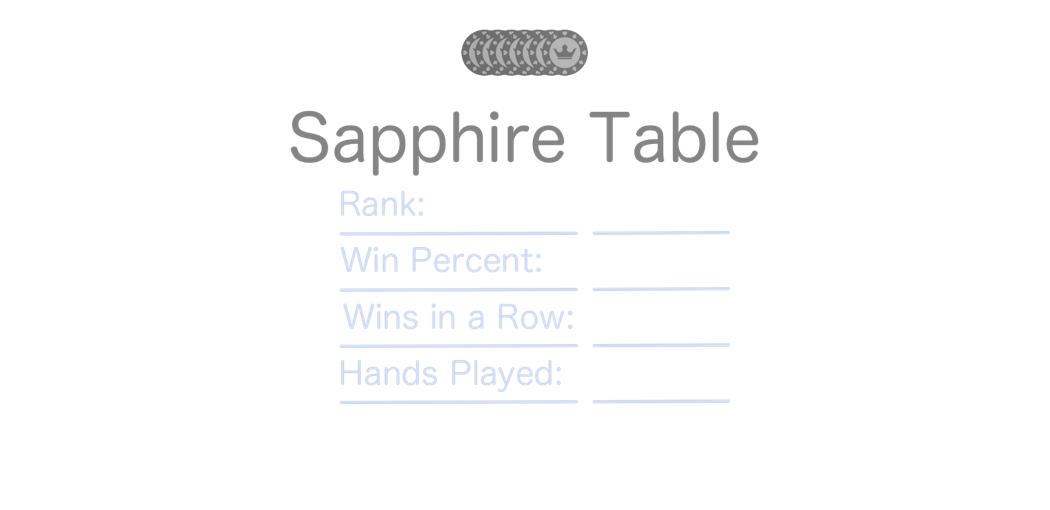 Sapphire Table
Rank:
Win Percent:
Wins in a Row:
Hands Played: